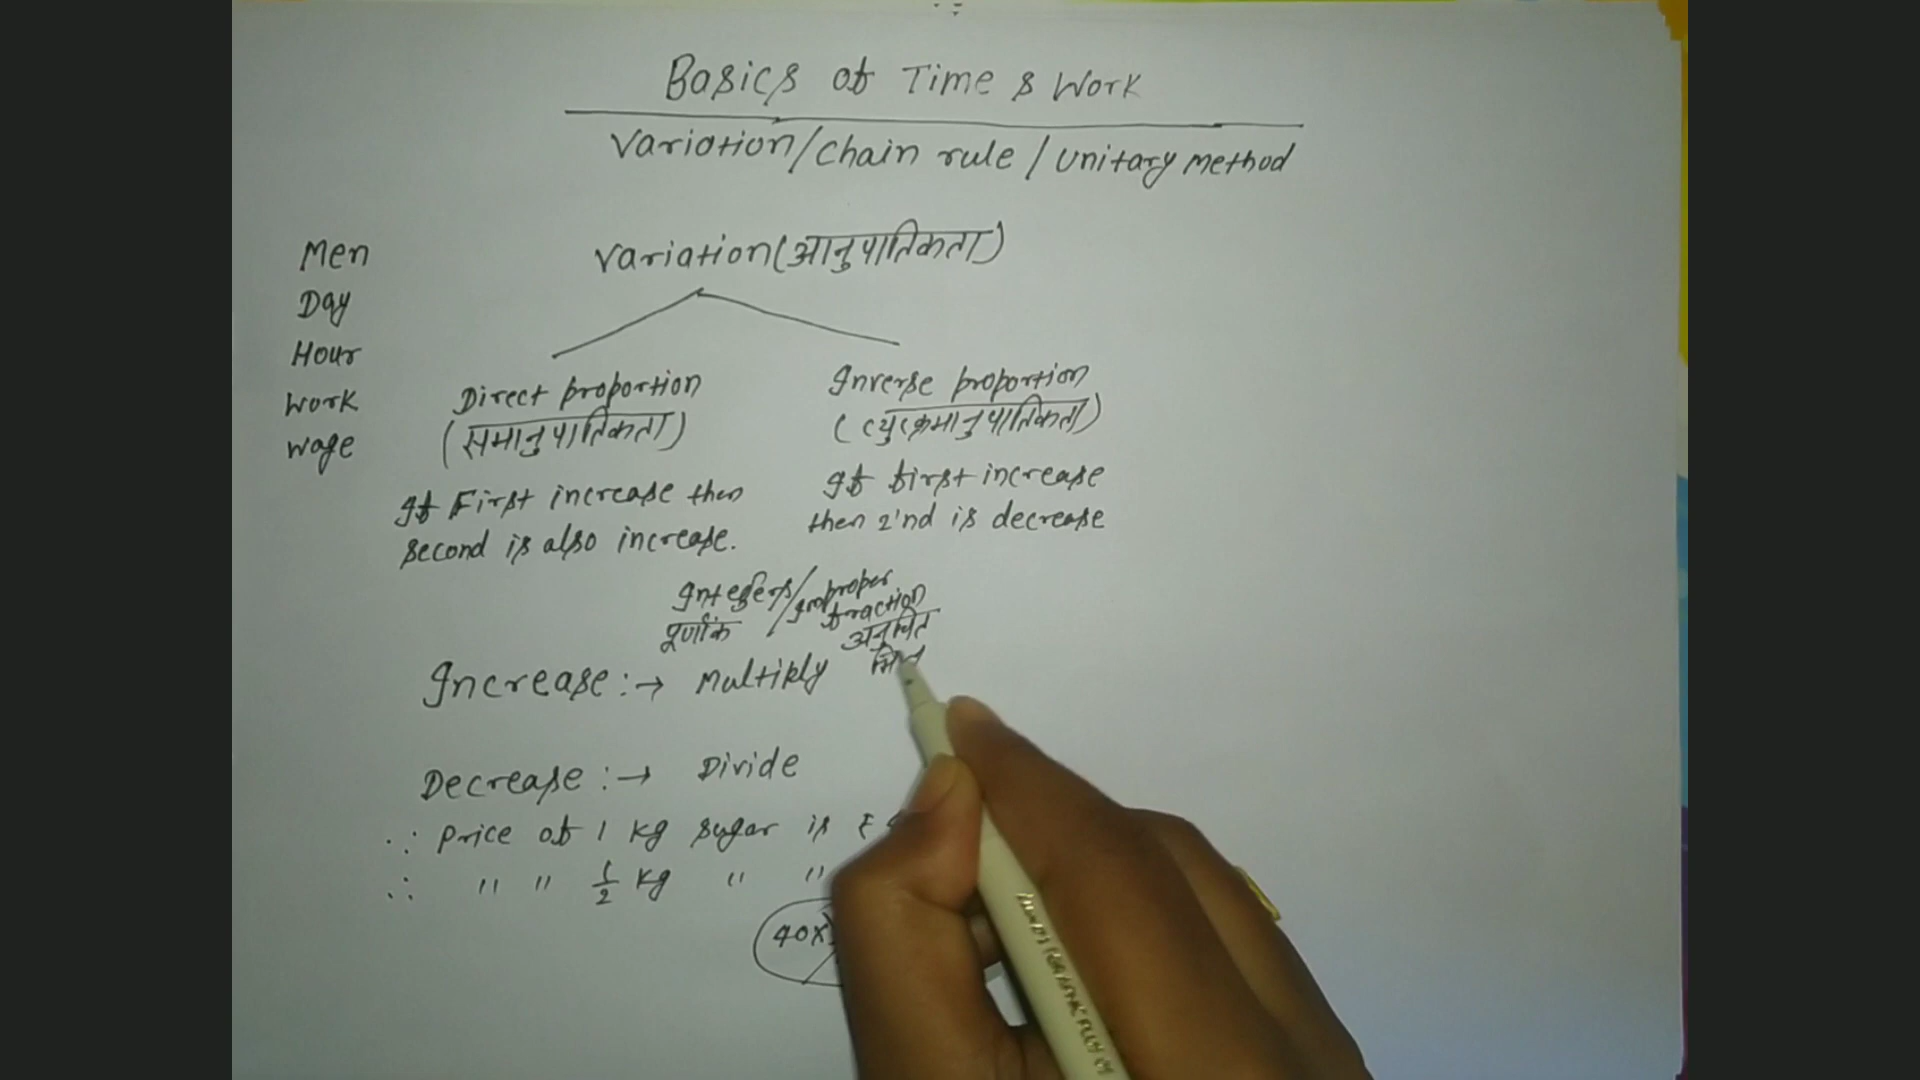 Basics of Time & Work
Variation/Chain rule/Unitary Method
Men
Day
Hour
Work
Wage
Variation(आनुपातिकता)
Direct proportion
(समानुपातिकता)
If First increase then
second is also increase.
Inverse proportion
(व्युत्क्रमानुपातिकता)
If first increase
then 2'nd is decrease
Integers/Improper
fraction
पूर्णांक
अनुचित
Increase:→ Multiply
Decrease:→ Divide
∵ Price of 1 kg sugar is ₹
∴ " " 1/2 kg " "
40×